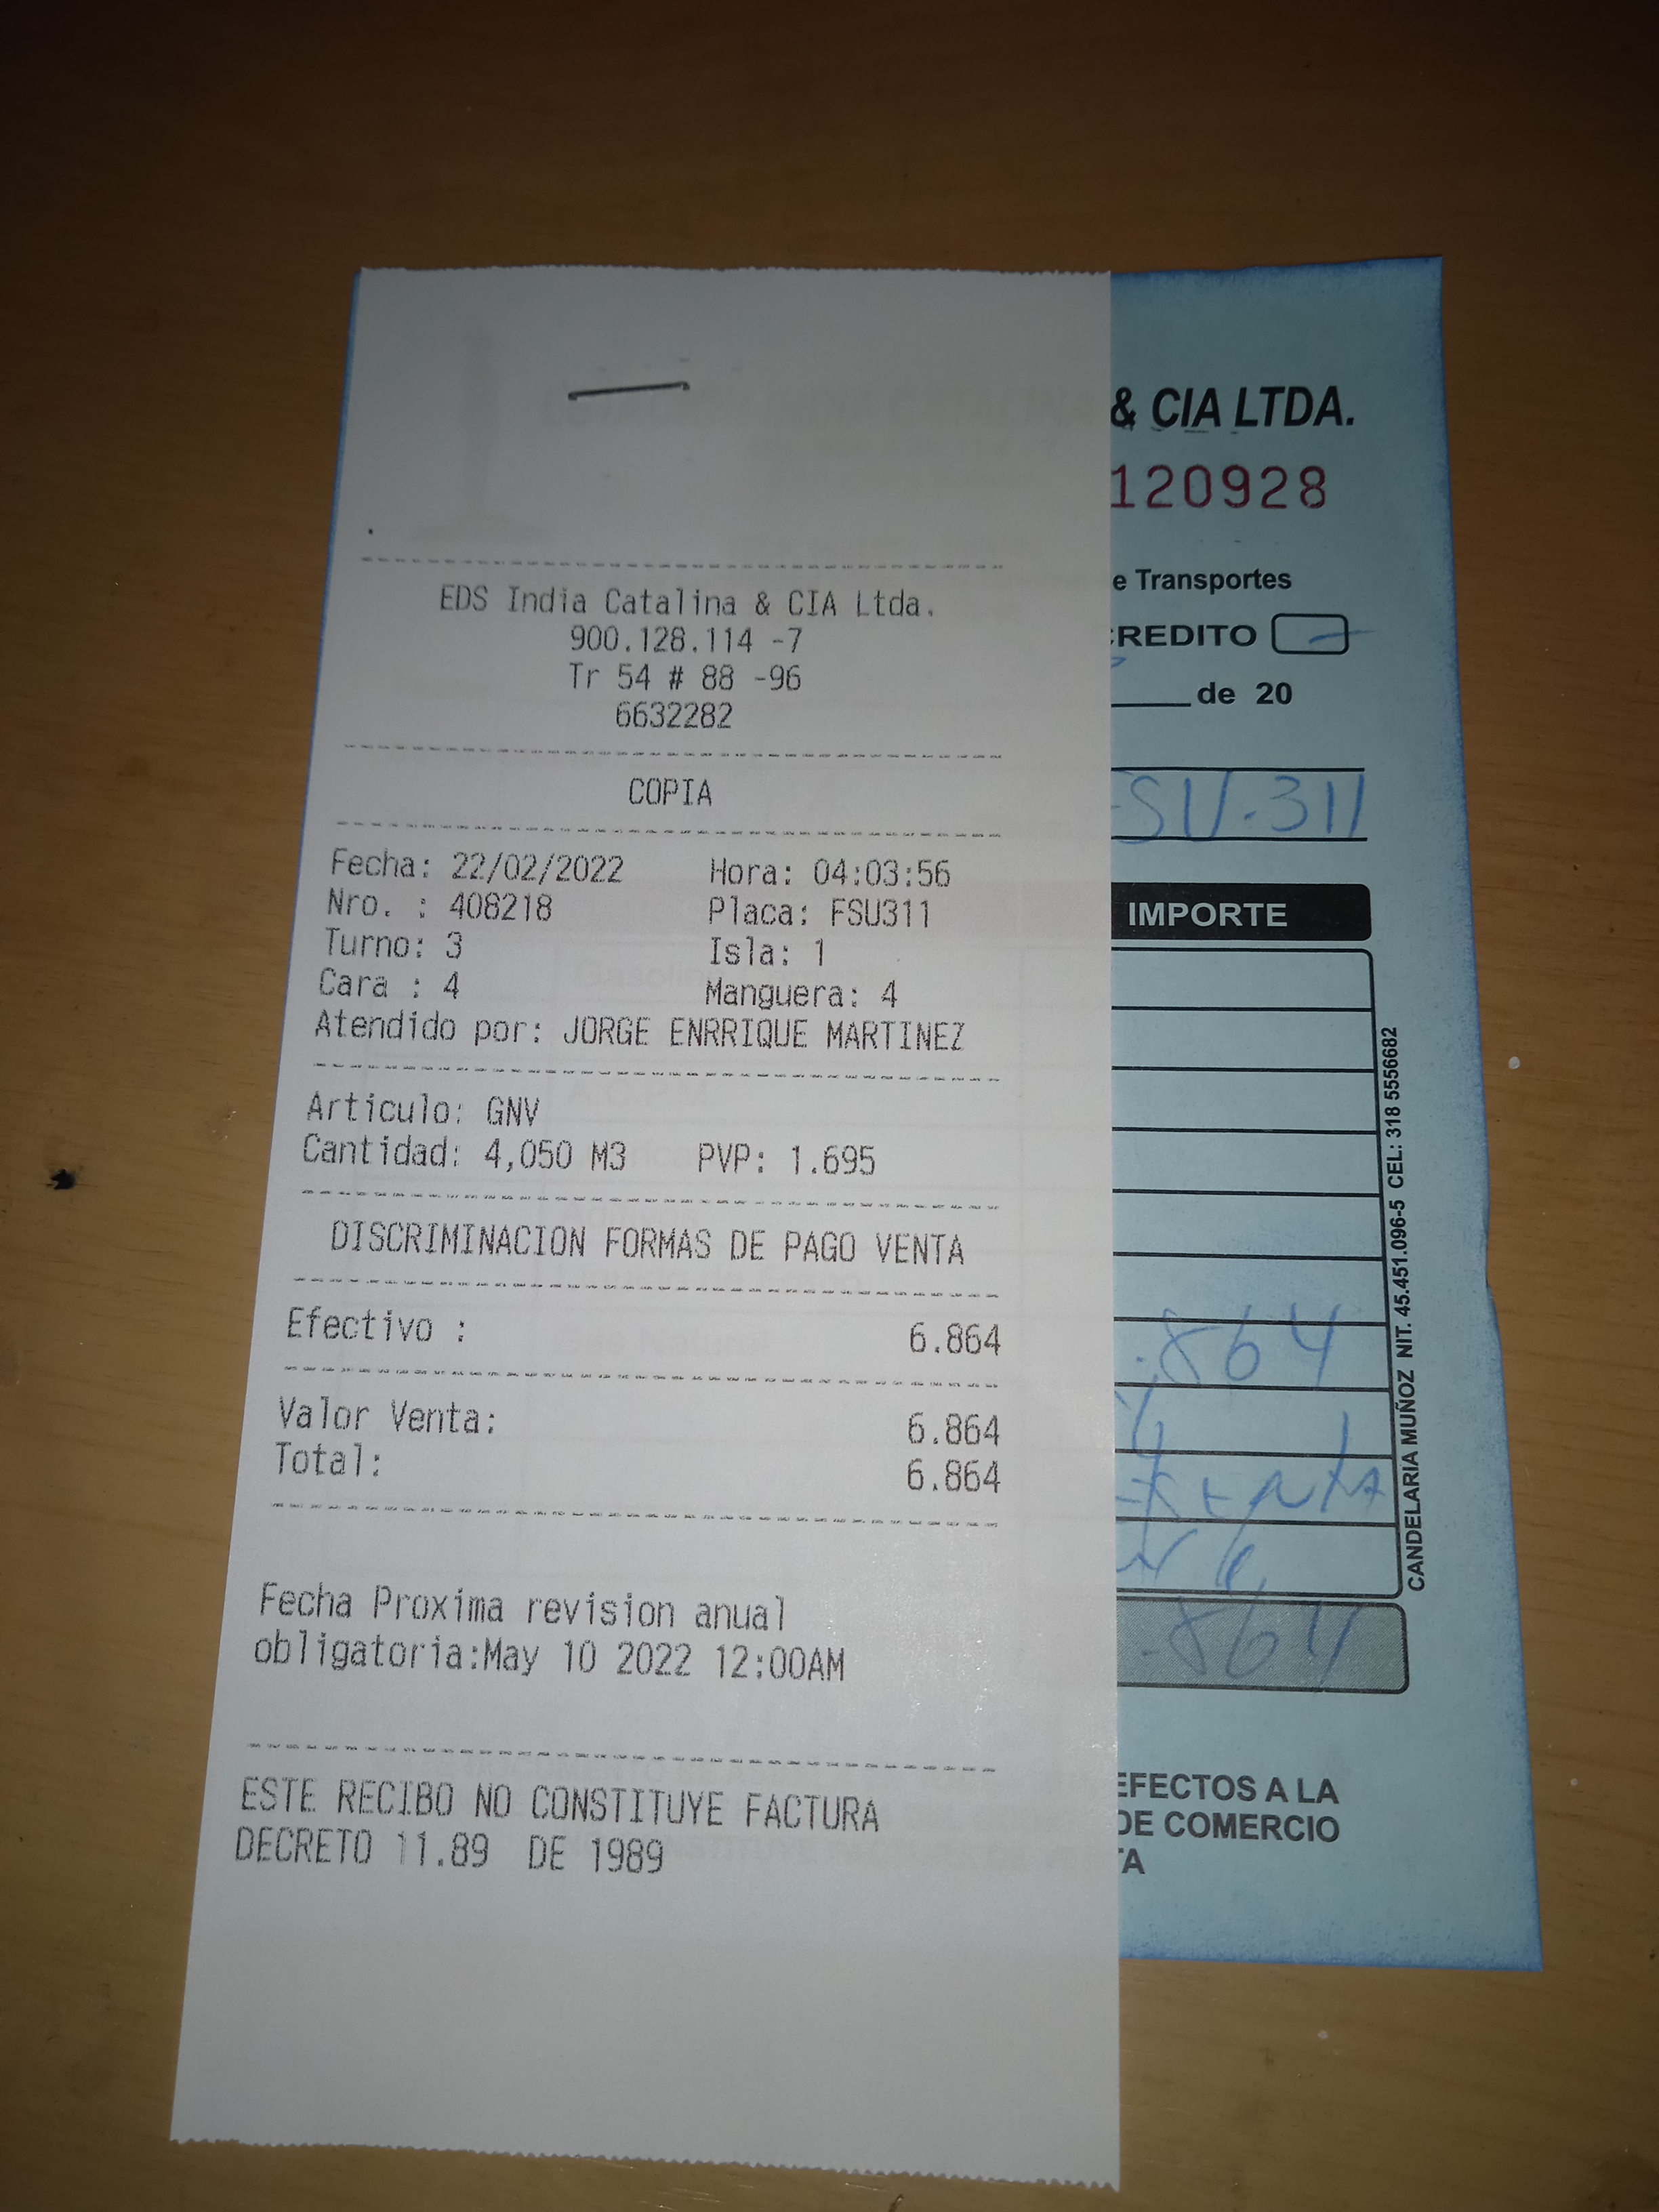 EDS India Catalina & CIA Ltda.
900.128.114 -7
Tr 54 # 88 -96
6632282
COPIA
Fecha: 22/02/2022 Hora: 04:03:56
Nro. : 408218 Placa: FSU311
Turno: 3 Isla: 1
Cara : 4 Manguera: 4
Atendido por: JORGE ENRRIQUE MARTINEZ
Articulo: GNV
Cantidad: 4,050 M3 PVP: 1.695
DISCRIMINACION FORMAS DE PAGO VENTA
Efectivo : 6.864
Valor Venta: 6.864
Total: 6.864
Fecha Proxima revision anual
obligatoria:May 10 2022 12:00AM
ESTE RECIBO NO CONSTITUYE FACTURA
DECRETO 11.89 DE 1989
& CIA LTDA.
120928
e Transportes
CREDITO
de 20
SU-311
IMPORTE
.864
.864
EFECTOS A LA
DE COMERCIO
TA
CANDELARIA MUÑOZ NIT. 45.451.096-5 CEL: 318 5556682